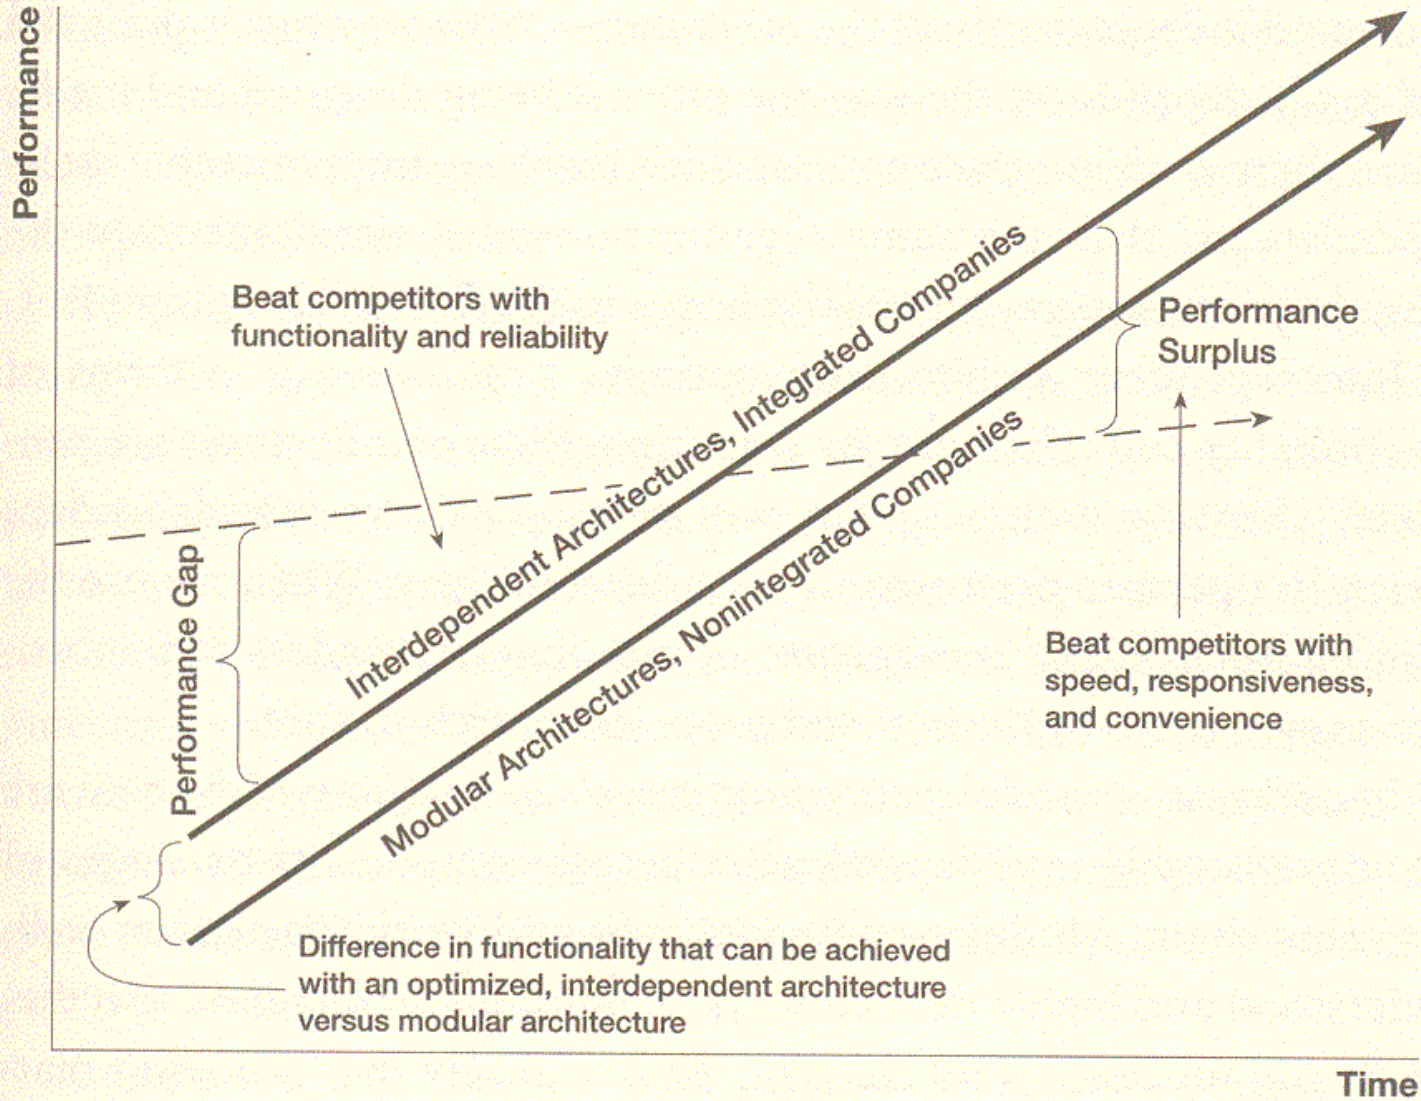 Performance
Beat competitors with
functionality and reliability
Interdependent Architectures, Integrated Companies
Performance
Surplus
Modular Architectures, Nonintegrated Companies
Performance Gap
Beat competitors with
speed, responsiveness,
and convenience
Difference in functionality that can be achieved
with an optimized, interdependent architecture
versus modular architecture
Time